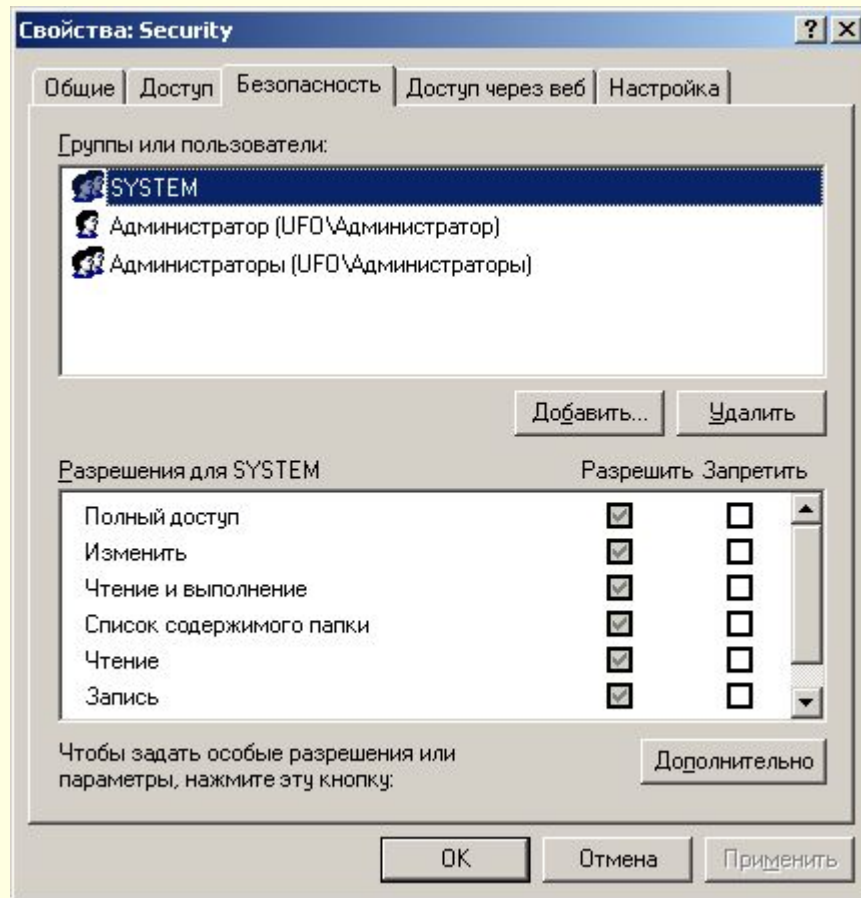 Свойства: Security
Общие Доступ Безопасность Доступ через веб Настройка
Группы или пользователи:
SYSTEM
Администратор (UFO\Администратор)
Администраторы (UFO\Администраторы)
Добавить... Удалить
Разрешения для SYSTEM Разрешить Запретить
Полный доступ
Изменить
Чтение и выполнение
Список содержимого папки
Чтение
Запись
Чтобы задать особые разрешения или
параметры, нажмите эту кнопку:
Дополнительно
OK Отмена Применить